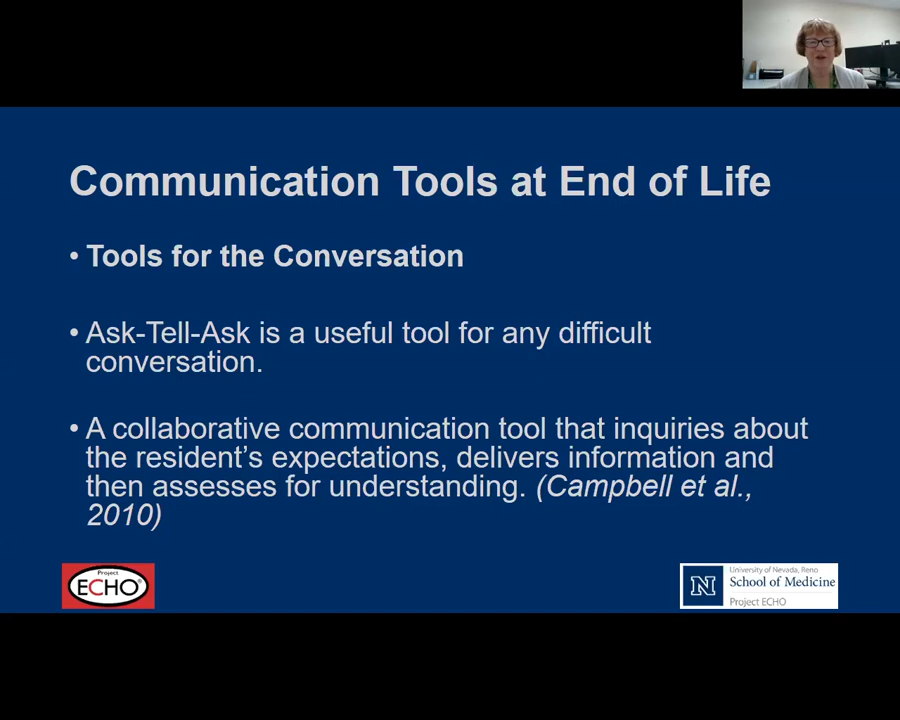 Communication Tools at End of Life
• Tools for the Conversation
• Ask-Tell-Ask is a useful tool for any difficult
conversation.
• A collaborative communication tool that inquiries about
the resident's expectations, delivers information and
then assesses for understanding. (Campbell et al.,
2010)
Project
ECHO®
N
University of Nevada, Reno
School of Medicine
Project ECHO